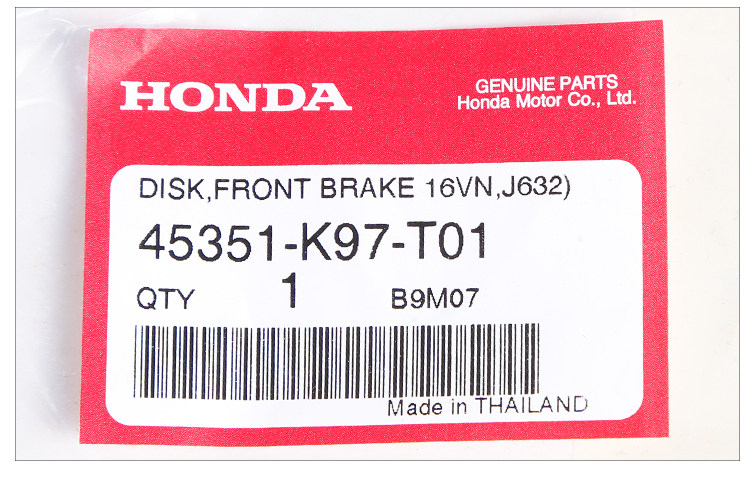 HONDA
GENUINE PARTS
Honda Motor Co., Ltd.
DISK,FRONT BRAKE 16VN,J632)
45351-K97-T01
QTY 1 B9M07
Made in THAILAND